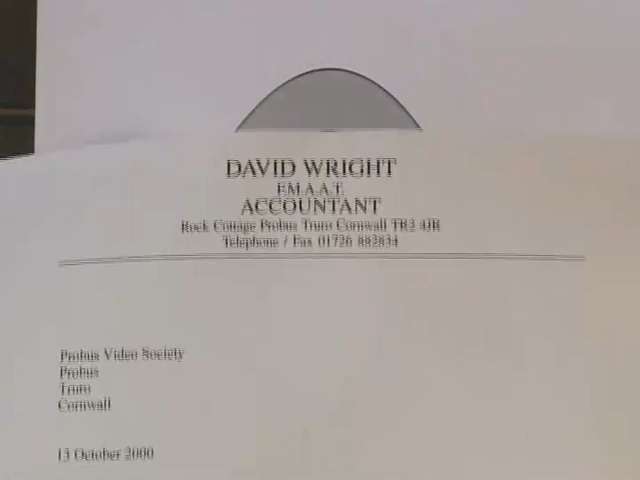 DAVID WRIGHT
F.M.A.A.T.
ACCOUNTANT
Rock Cottage Probus Truro Cornwall TR2 4JR
Telephone / Fax 01726 882834
Probus Video Society
Probus
Truro
Cornwall
13 October 2000